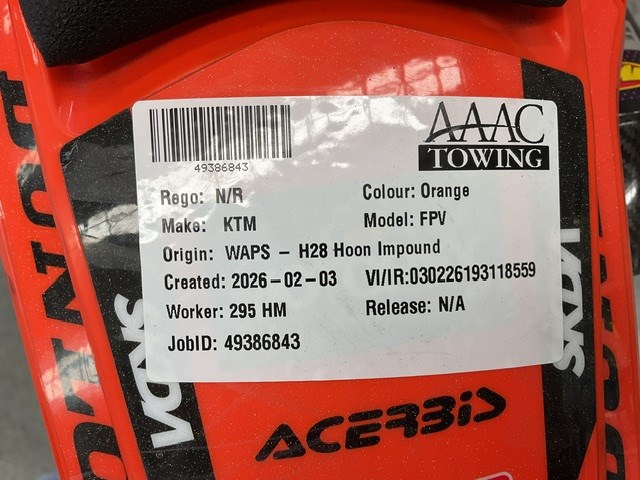 49386843
AAAC
TOWING
Rego: N/R
Colour: Orange
Make: KTM
Model: FPV
Origin: WAPS - H28 Hoon Impound
Created: 2026-02-03
VI/IR:030226193118559
Worker: 295 HM
Release: N/A
JobID: 49386843
ACERBIS